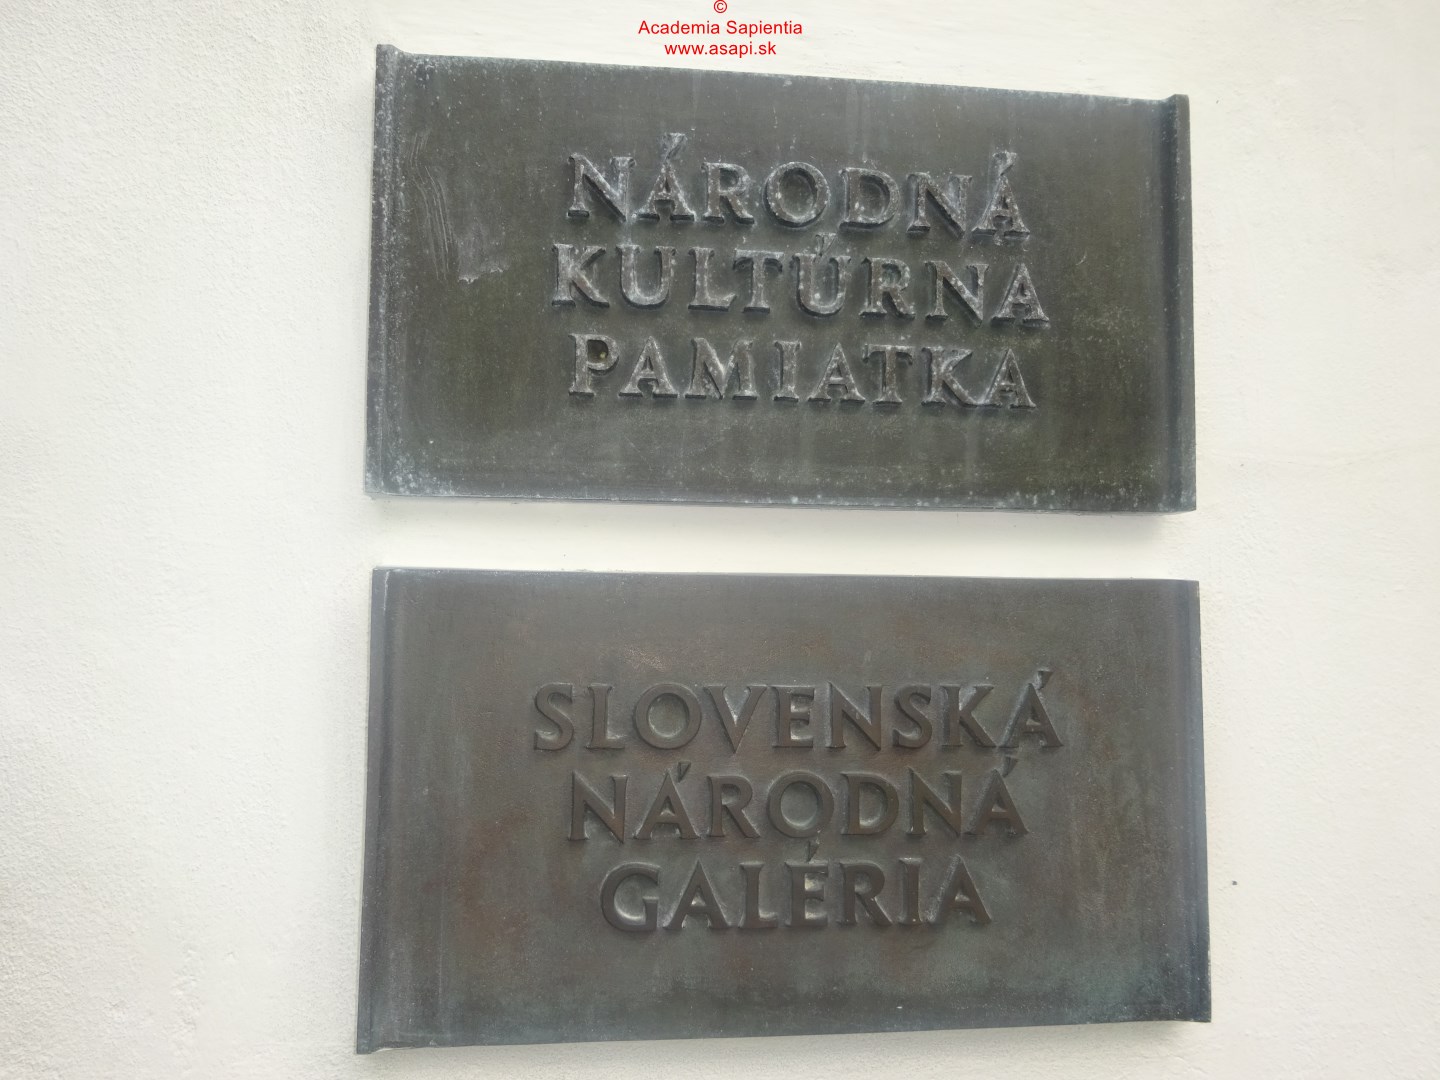 ©
Academia Sapientia
www.asapi.sk
NÁRODNÁ
KULTÚRNA
PAMIATKA
SLOVENSKÁ
NÁRODNÁ
GALÉRIA